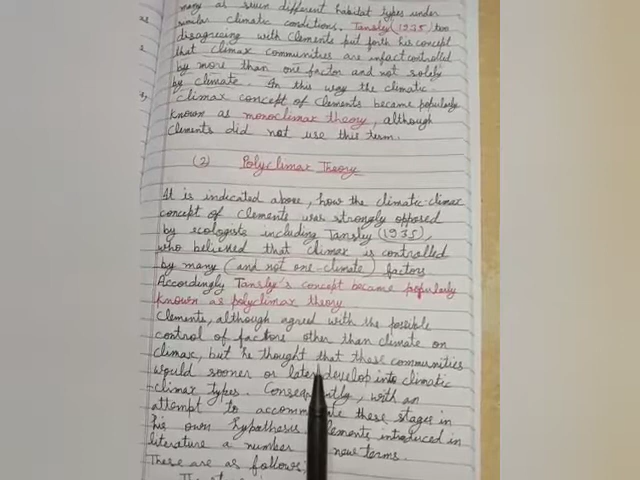 many as seven different habitat types under
similar climatic conditions. Tansley (1935) too
disagreeing with Clements put forth his concept
that climax communities are infact controlled
by more than one factor and not solely
by climate. In this way the climatic-
climax concept of Clements became popularly
known as monoclimax theory, although
Clements did not use this term.
(2) Polyclimax Theory
It is indicated above, how the climatic-climax
concept of Clements was strongly opposed
by ecologists including Tansley (1935),
who believed that climax is controlled
by many (and not one-climate) factors
Accordingly Tansley's concept became popularly
known as polyclimax theory
Clements, although agreed with the possible
control of factors other than climate on
climax, but he thought that these communities
would sooner or later develop into climatic
climax types. Consequently, with an
attempt to these stages in
his own hypotheses introduced in
literature a number new terms.
These are as follows;